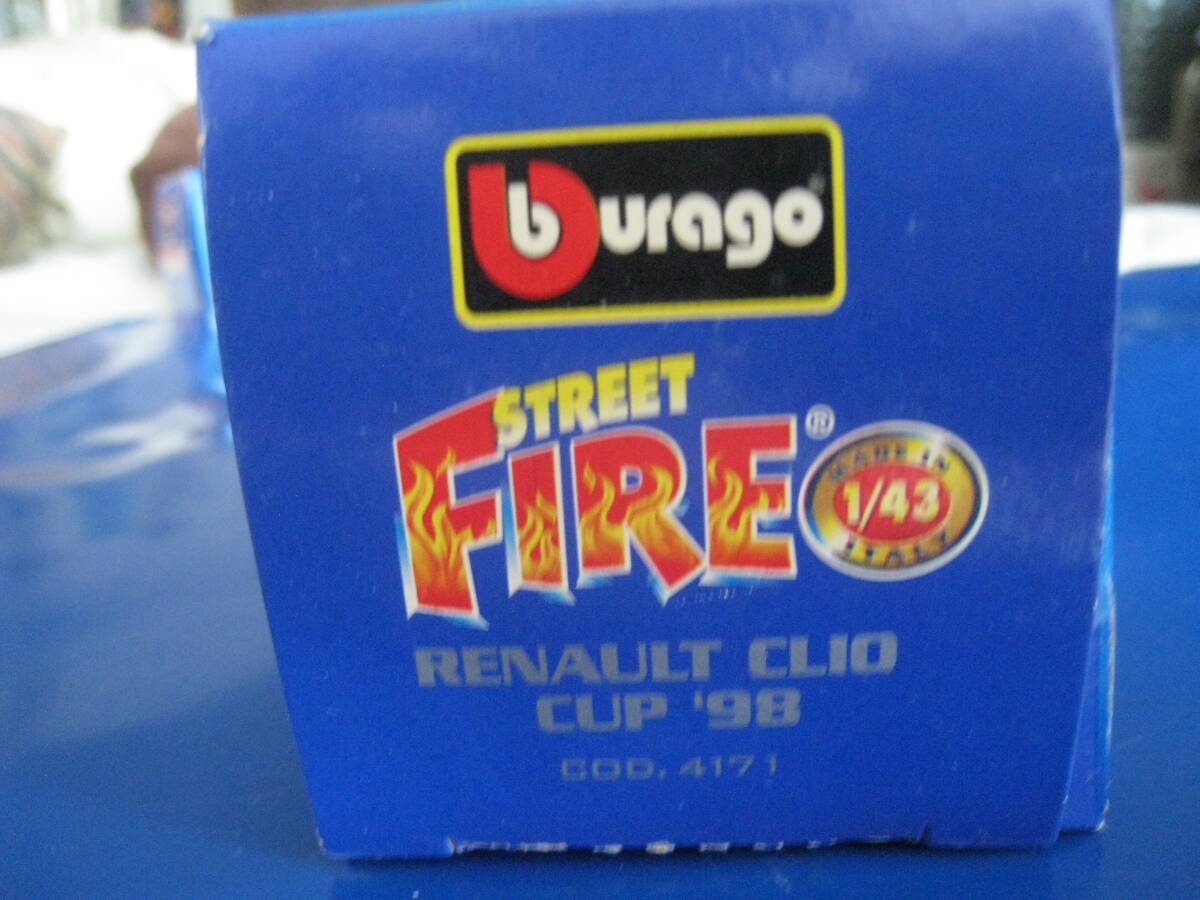 burago
STREET
FIRE®
MADE IN
1/43
ITALY
RENAULT CLIO
CUP '98
COD. 4171